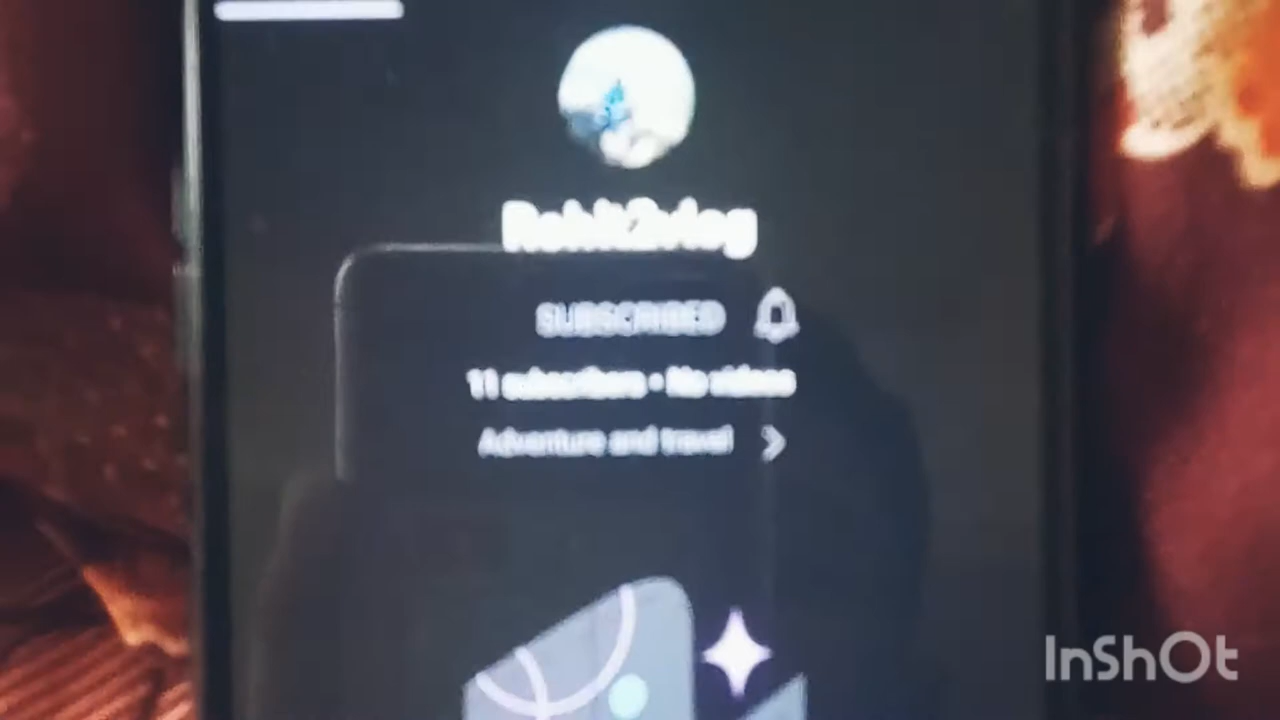 Rohit2vlog
SUBSCRIBED
11 subscribers • No videos
Adventure and travel
InShOt